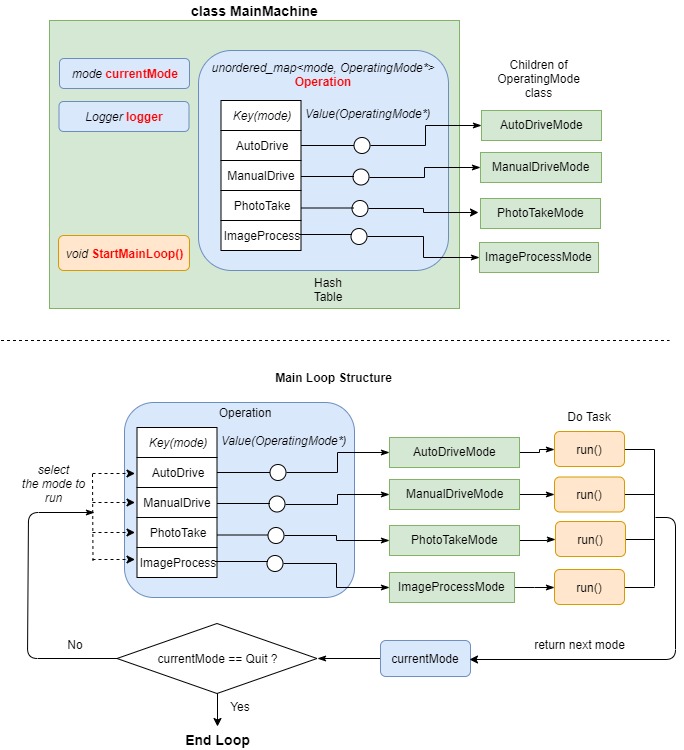 class MainMachine
mode currentMode
Logger logger
void StartMainLoop()
unordered_map<mode, OperatingMode*>
Operation
Key(mode)
Value(OperatingMode*)
AutoDrive
ManualDrive
PhotoTake
ImageProcess
Hash
Table
Children of
OperatingMode
class
AutoDriveMode
ManualDriveMode
PhotoTakeMode
ImageProcessMode
Main Loop Structure
Operation
Key(mode)
Value(OperatingMode*)
AutoDrive
ManualDrive
PhotoTake
ImageProcess
select
the mode to
run
AutoDriveMode
ManualDriveMode
PhotoTakeMode
ImageProcessMode
Do Task
run()
run()
run()
run()
No
currentMode == Quit ?
currentMode
return next mode
Yes
End Loop